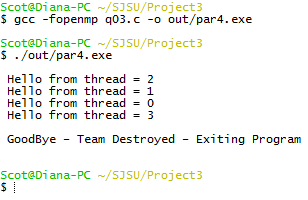 Scot@Diana-PC ~/SJSU/Project3
$ gcc -fopenmp q03.c -o out/par4.exe
Scot@Diana-PC ~/SJSU/Project3
$ ./out/par4.exe
Hello from thread = 2
Hello from thread = 1
Hello from thread = 0
Hello from thread = 3
GoodBye - Team Destroyed - Exiting Program
Scot@Diana-PC ~/SJSU/Project3
$